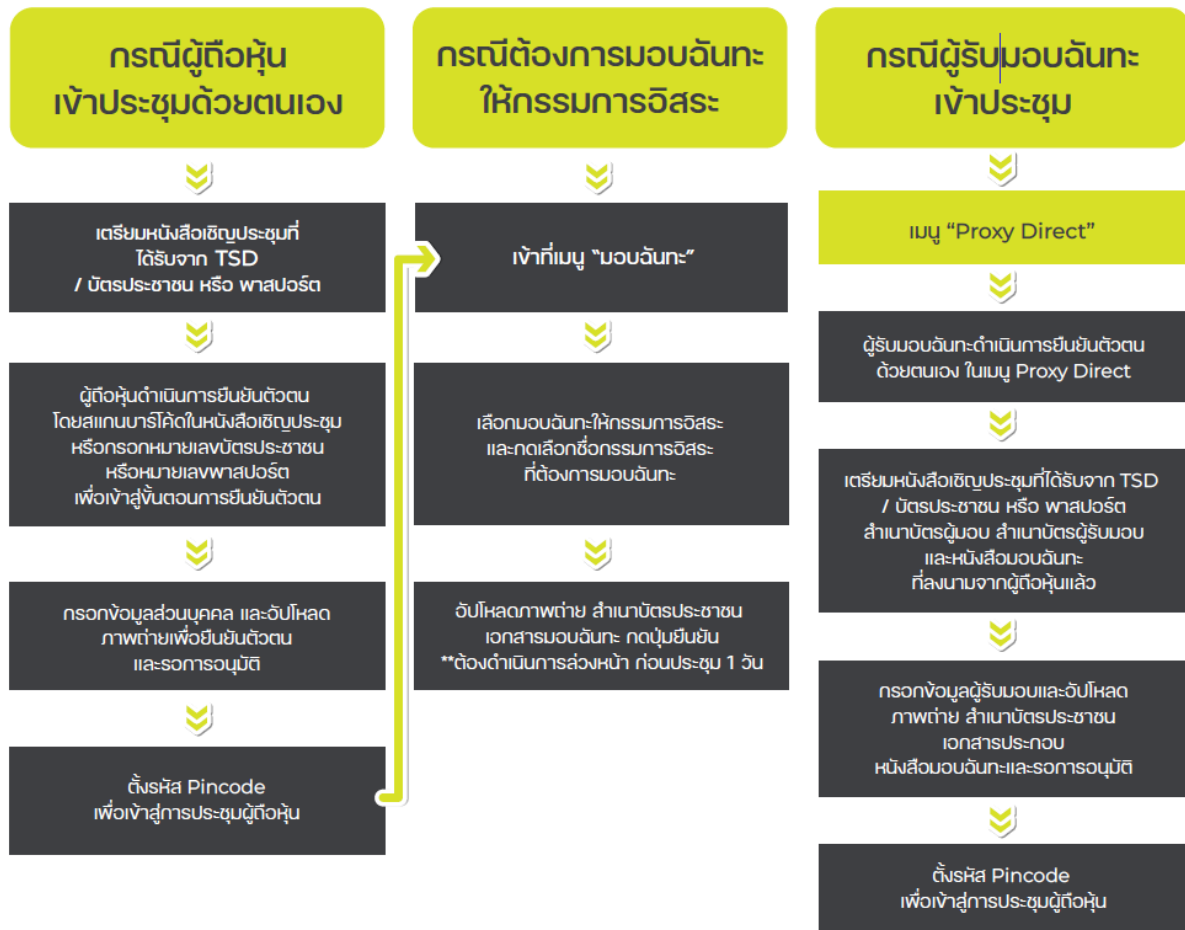 กรณีผู้ถือหุ้น
เข้าประชุมด้วยตนเอง
เตรียมหนังสือเชิญประชุมที่
ได้รับจาก TSD
/ บัตรประชาชน หรือ พาสปอร์ต
ผู้ถือหุ้นดำเนินการยืนยันตัวตน
โดยสแกนบาร์โค้ดในหนังสือเชิญประชุม
หรือกรอกหมายเลขบัตรประชาชน
หรือหมายเลขพาสปอร์ต
เพื่อเข้าสู่ขั้นตอนการยืนยันตัวตน
กรอกข้อมูลส่วนบุคคล และอัปโหลด
ภาพถ่ายเพื่อยืนยันตัวตน
และรอการอนุมัติ
ตั้งรหัส Pincode
เพื่อเข้าสู่การประชุมผู้ถือหุ้น
กรณีต้องการมอบฉันทะ
ให้กรรมการอิสระ
เข้าที่เมนู “มอบฉันทะ”
เลือกมอบฉันทะให้กรรมการอิสระ
และกดเลือกชื่อกรรมการอิสระ
ที่ต้องการมอบฉันทะ
อัปโหลดภาพถ่าย สำเนาบัตรประชาชน
เอกสารมอบฉันทะ กดปุ่มยืนยัน
**ต้องดำเนินการล่วงหน้า ก่อนประชุม 1 วัน
กรณีผู้รับมอบฉันทะ
เข้าประชุม
เมนู “Proxy Direct”
ผู้รับมอบฉันทะดำเนินการยืนยันตัวตน
ด้วยตนเอง ในเมนู Proxy Direct
เตรียมหนังสือเชิญประชุมที่ได้รับจาก TSD
/ บัตรประชาชน หรือ พาสปอร์ต
สำเนาบัตรผู้มอบ สำเนาบัตรผู้รับมอบ
และหนังสือมอบฉันทะ
ที่ลงนามจากผู้ถือหุ้นแล้ว
กรอกข้อมูลผู้รับมอบและอัปโหลด
ภาพถ่าย สำเนาบัตรประชาชน
เอกสารประกอบ
หนังสือมอบฉันทะและรอการอนุมัติ
ตั้งรหัส Pincode
เพื่อเข้าสู่การประชุมผู้ถือหุ้น